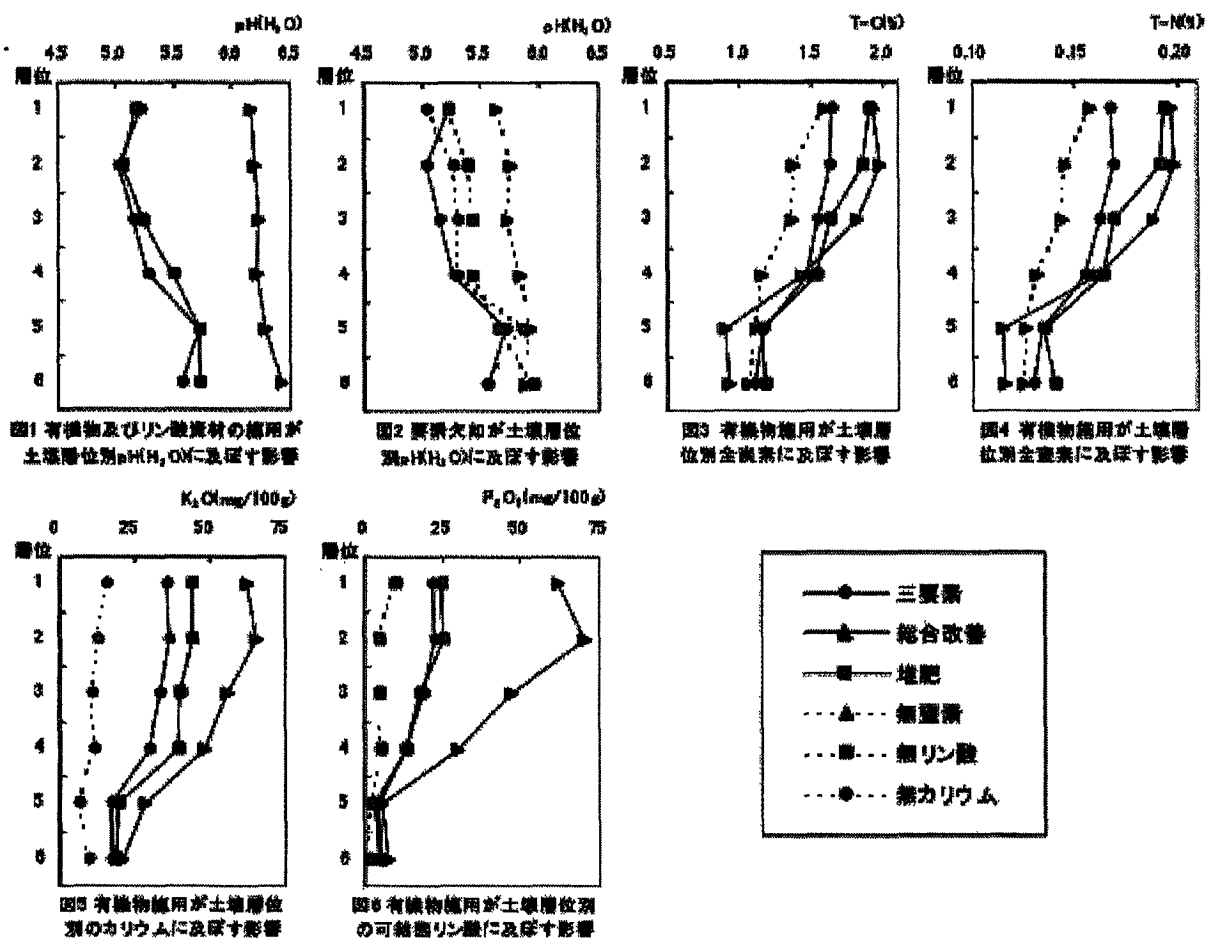 pH(H₂O)
4.5 5.0 5.5 6.0 6.5
層位
1
2
3
4
5
6
図1 有機物及びリン酸資材の施用が
土壌層位別pH(H₂O)に及ぼす影響
pH(H₂O)
4.5 5.0 5.5 6.0 6.5
層位
1
2
3
4
5
6
図2 要素欠如が土壌層位
別pH(H₂O)に及ぼす影響
T-C(%)
0.5 1.0 1.5 2.0
層位
1
2
3
4
5
6
図3 有機物施用が土壌層
位別全炭素に及ぼす影響
T-N(%)
0.10 0.15 0.20
層位
1
2
3
4
5
6
図4 有機物施用が土壌層
位別全窒素に及ぼす影響
K₂O(mg/100g)
0 25 50 75
層位
1
2
3
4
5
6
図5 有機物施用が土壌層位
別のカリウムに及ぼす影響
P₂O₅(mg/100g)
0 25 50 75
層位
1
2
3
4
5
6
図6 有機物施用が土壌層位別
の可給態リン酸に及ぼす影響
三要素
総合改善
堆肥
無窒素
無リン酸
無カリウム